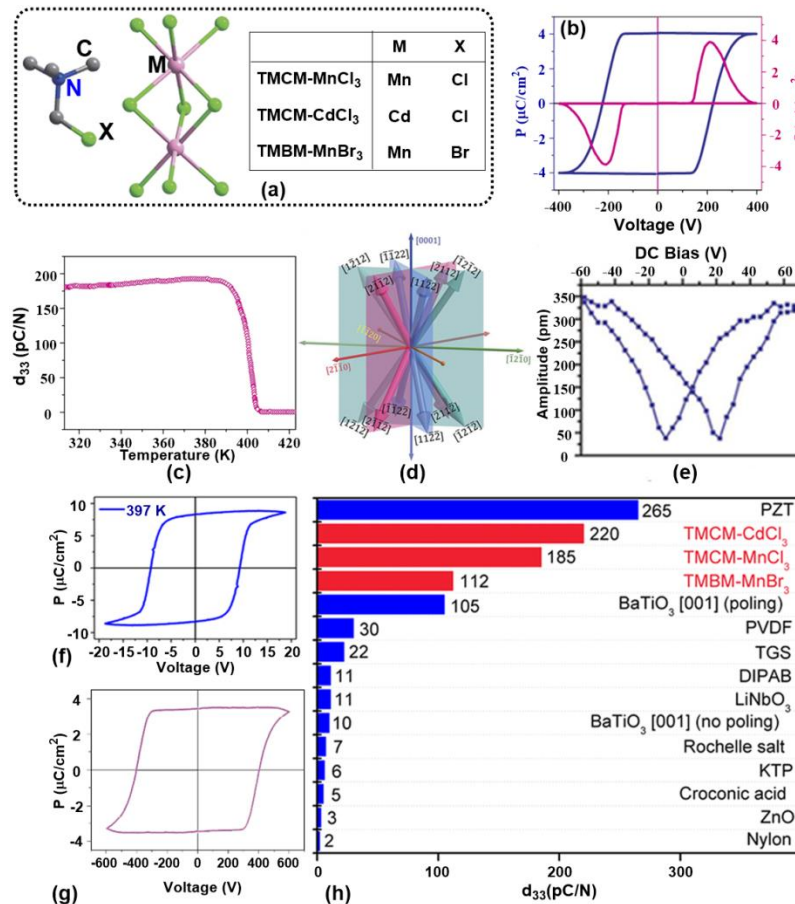 C
N
X
M
M X
TMCM-MnCl3 Mn Cl
TMCM-CdCl3 Cd Cl
TMBM-MnBr3 Mn Br
(a)
(b)
P (μC/cm²)
4
2
0
-2
-4
4
2
0
-2
-4
-400 -200 0 200 400
Voltage (V)
d33 (pC/N)
200
150
100
50
0
320 340 360 380 400 420
Temperature (K)
(c)
[0001]
[112̅0]
[2̅1̅1̅0]
(d)
DC Bias (V)
-60 -40 -20 0 20 40 60
Amplitude (pm)
350
300
250
200
150
100
50
0
(e)
397 K
P (μC/cm²)
10
5
0
-5
-10
-20 -15 -10 -5 0 5 10 15 20
Voltage (V)
(f)
P (μC/cm²)
4
2
0
-2
-4
-600 -400 -200 0 200 400 600
Voltage (V)
(g)
265 PZT
220 TMCM-CdCl3
185 TMCM-MnCl3
112 TMBM-MnBr3
105 BaTiO3 [001] (poling)
30 PVDF
22 TGS
11 DIPAB
11 LiNbO3
10 BaTiO3 [001] (no poling)
7 Rochelle salt
6 KTP
5 Croconic acid
3 ZnO
2 Nylon
0 100 200 300
d33(pC/N)
(h)